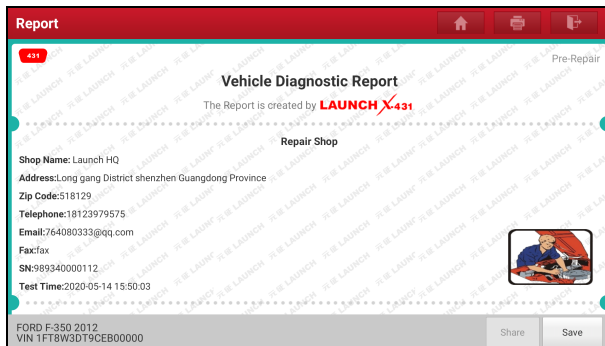 Report
431
Pre-Repair
Vehicle Diagnostic Report
The Report is created by LAUNCH X-431
Repair Shop
Shop Name: Launch HQ
Address:Long gang District shenzhen Guangdong Province
Zip Code:518129
Telephone:18123979575
Email:764080333@qq.com
Fax:fax
SN:989340000112
Test Time:2020-05-14 15:50:03
FORD F-350 2012
VIN 1FT8W3DT9CEB00000
Share
Save